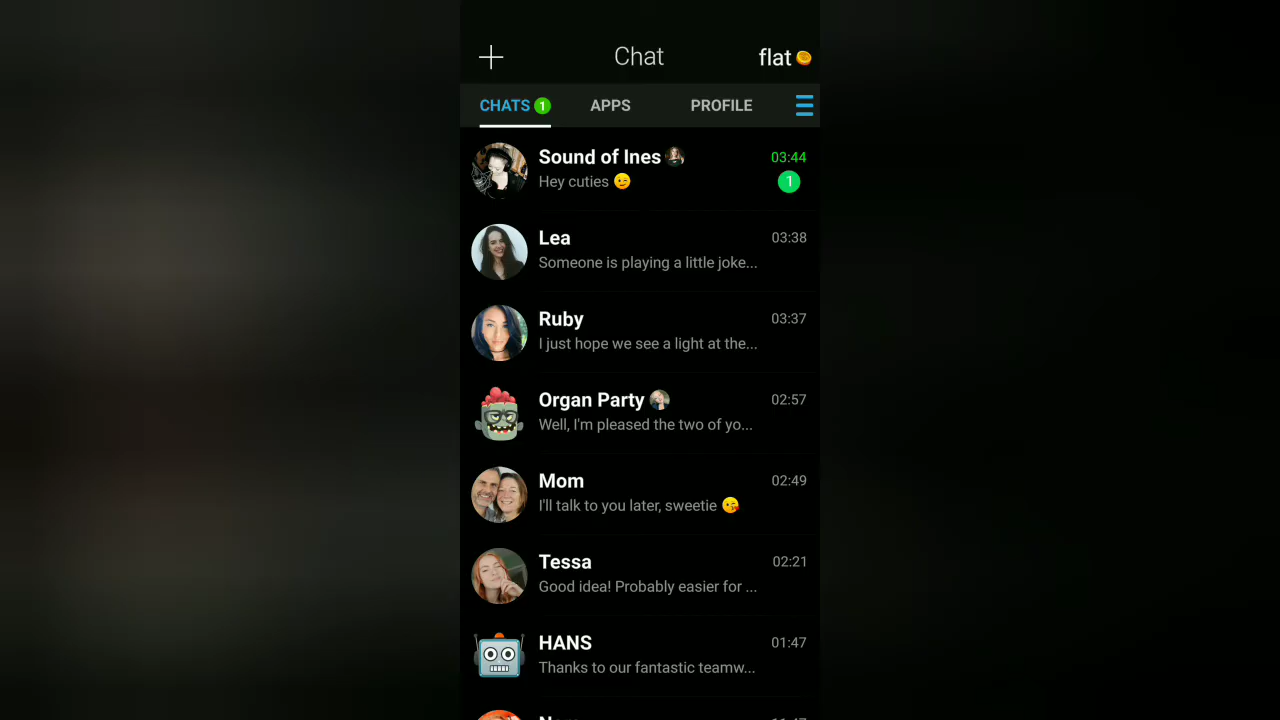 Chat
flat
CHATS 1
APPS
PROFILE
Sound of Ines
03:44
Hey cuties 😉
1
Lea
03:38
Someone is playing a little joke...
Ruby
03:37
I just hope we see a light at the...
Organ Party
02:57
Well, I'm pleased the two of yo...
Mom
02:49
I'll talk to you later, sweetie 😘
Tessa
02:21
Good idea! Probably easier for ...
HANS
01:47
Thanks to our fantastic teamw...